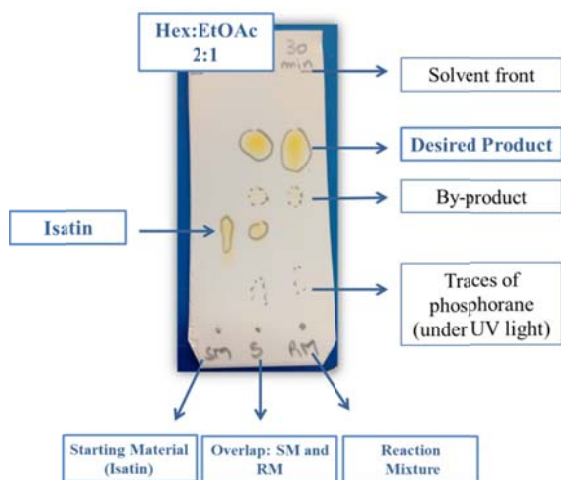 Hex:EtOAc
2:1
30
min
Solvent front
Desired Product
By-product
Isatin
Traces of
phosphorane
(under UV light)
SM
S
RM
Starting Material
(Isatin)
Overlap: SM and
RM
Reaction
Mixture